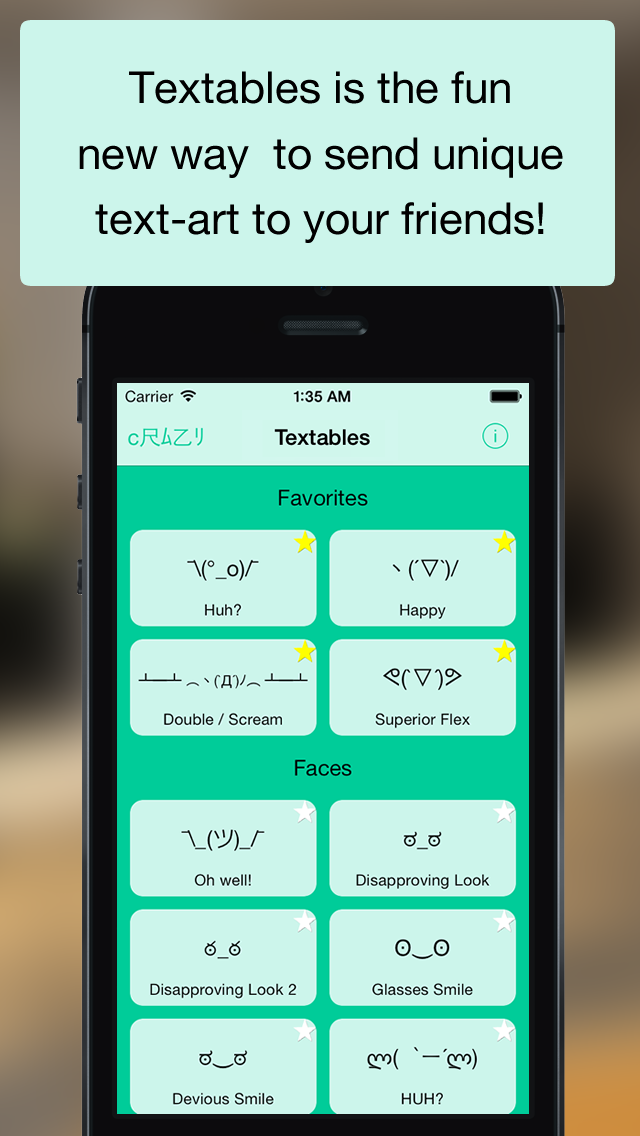 Textables is the fun
new way  to send unique
text-art to your friends!
Carrier 1:35 AM
c尺ﾑ乙ﾘ Textables i
Favorites
¯\(°_o)/¯ ヽ(´▽`)/
Huh? Happy
┻━┻ ︵ヽ(`Д´)ﾉ︵ ┻━┻ ᕙ(`▽´)ᕗ
Double / Scream Superior Flex
Faces
¯\_(ツ)_/¯ ಠ_ಠ
Oh well! Disapproving Look
ರ_ರ ʘ‿ʘ
Disapproving Look 2 Glasses Smile
ಠ‿ಠ ლ(｀ー´ლ)
Devious Smile HUH?